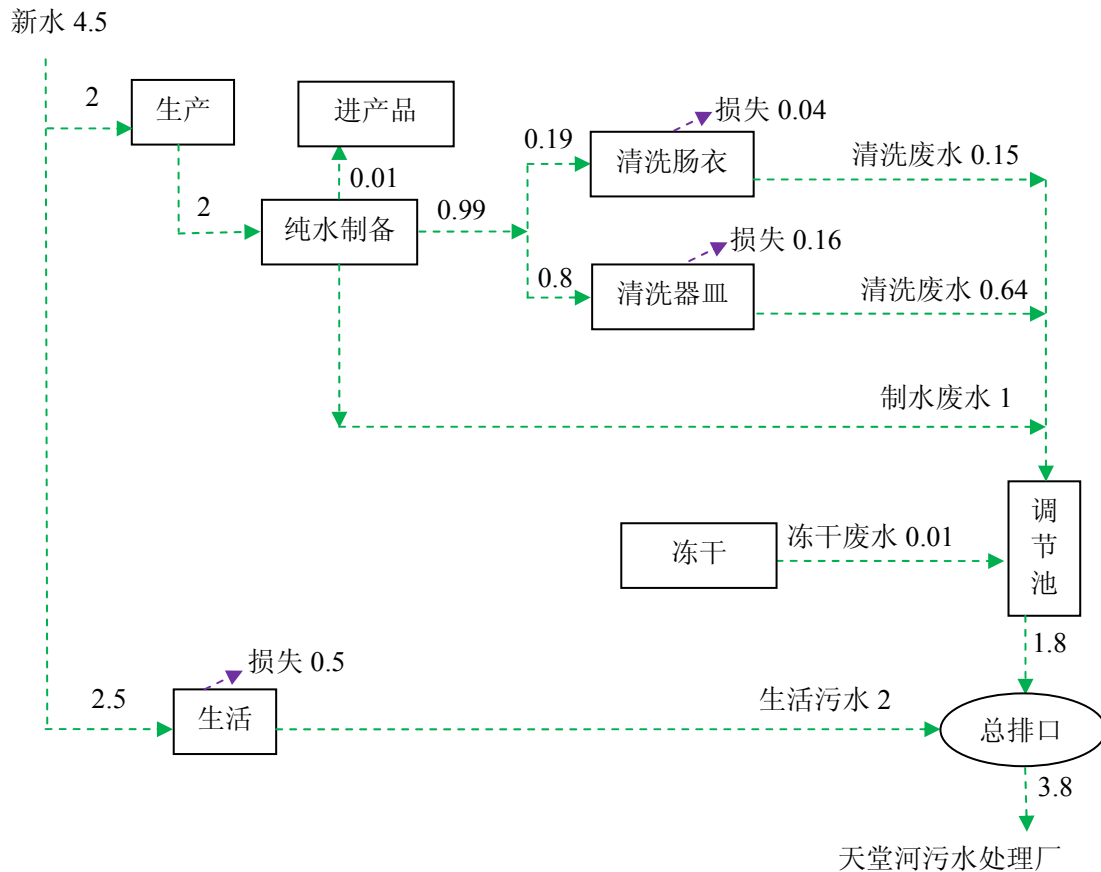 新水 4.5
2
生产
进产品
损失 0.04
0.19
清洗肠衣
清洗废水 0.15
0.01
2
纯水制备
0.99
损失 0.16
0.8
清洗器皿
清洗废水 0.64
制水废水 1
调节池
冻干
冻干废水 0.01
1.8
损失 0.5
2.5
生活
生活污水 2
总排口
3.8
天堂河污水处理厂